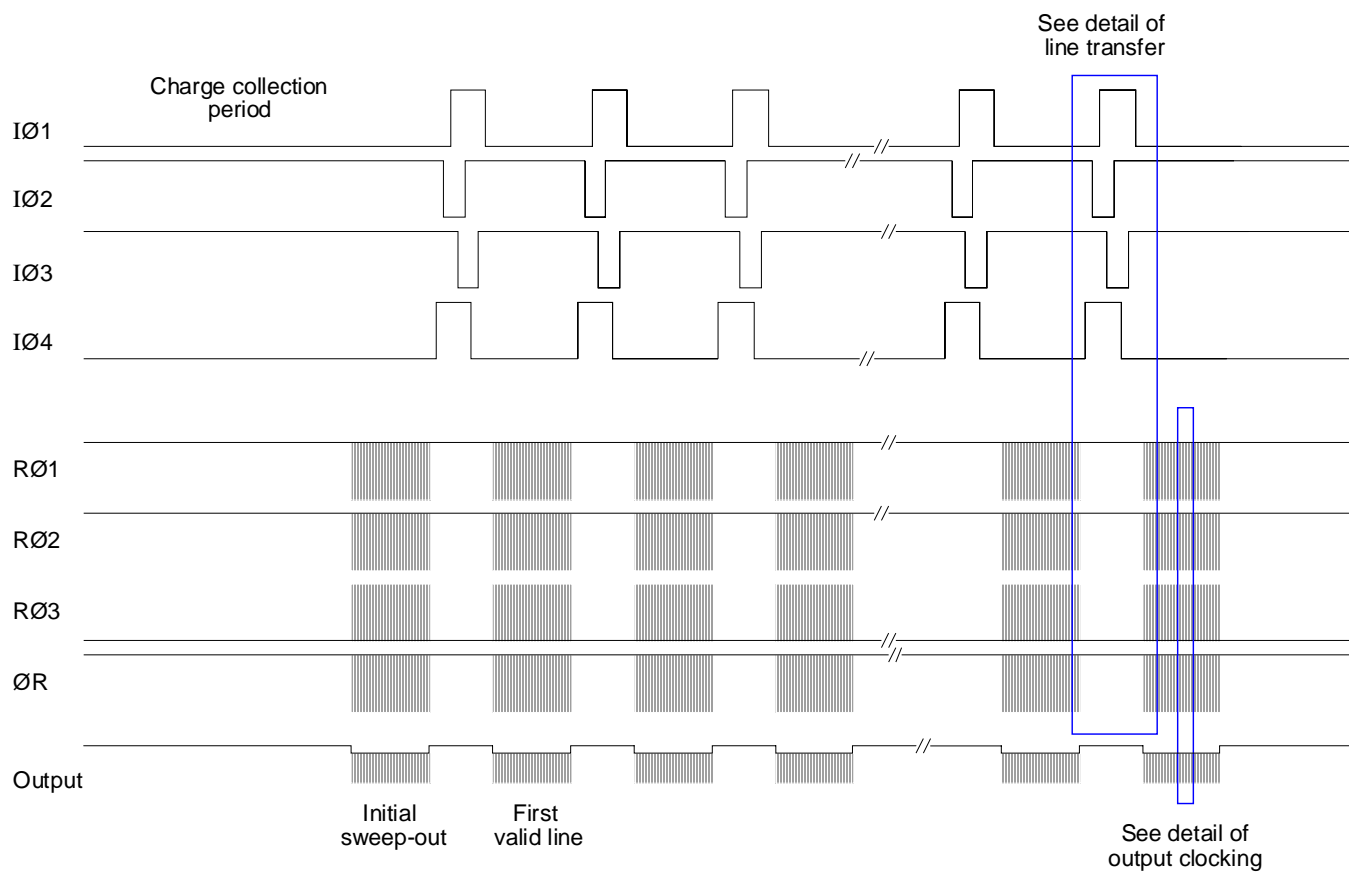 See detail of
line transfer
Charge collection
period
IØ1
IØ2
IØ3
IØ4
RØ1
RØ2
RØ3
ØR
Output
Initial
sweep-out
First
valid line
See detail of
output clocking